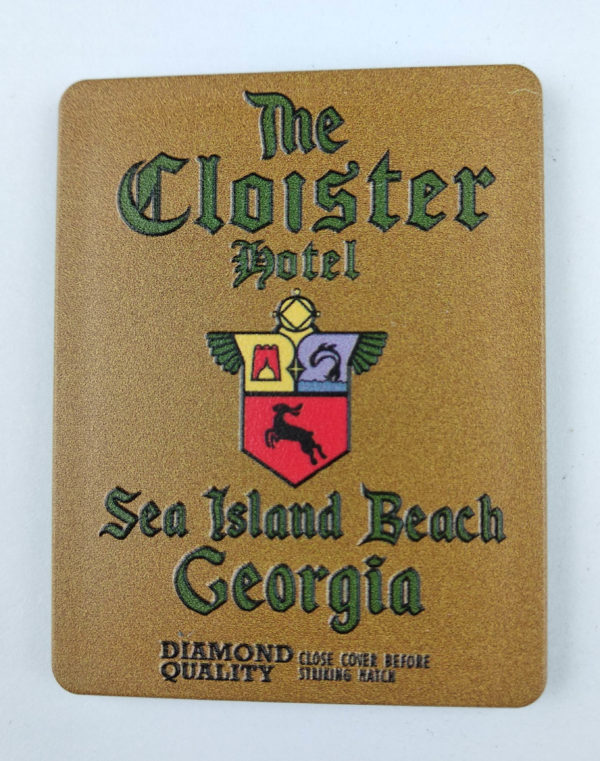 The
Cloister
Hotel
Sea Island Beach
Georgia
DIAMOND
QUALITY
CLOSE COVER BEFORE
STRIKING MATCH